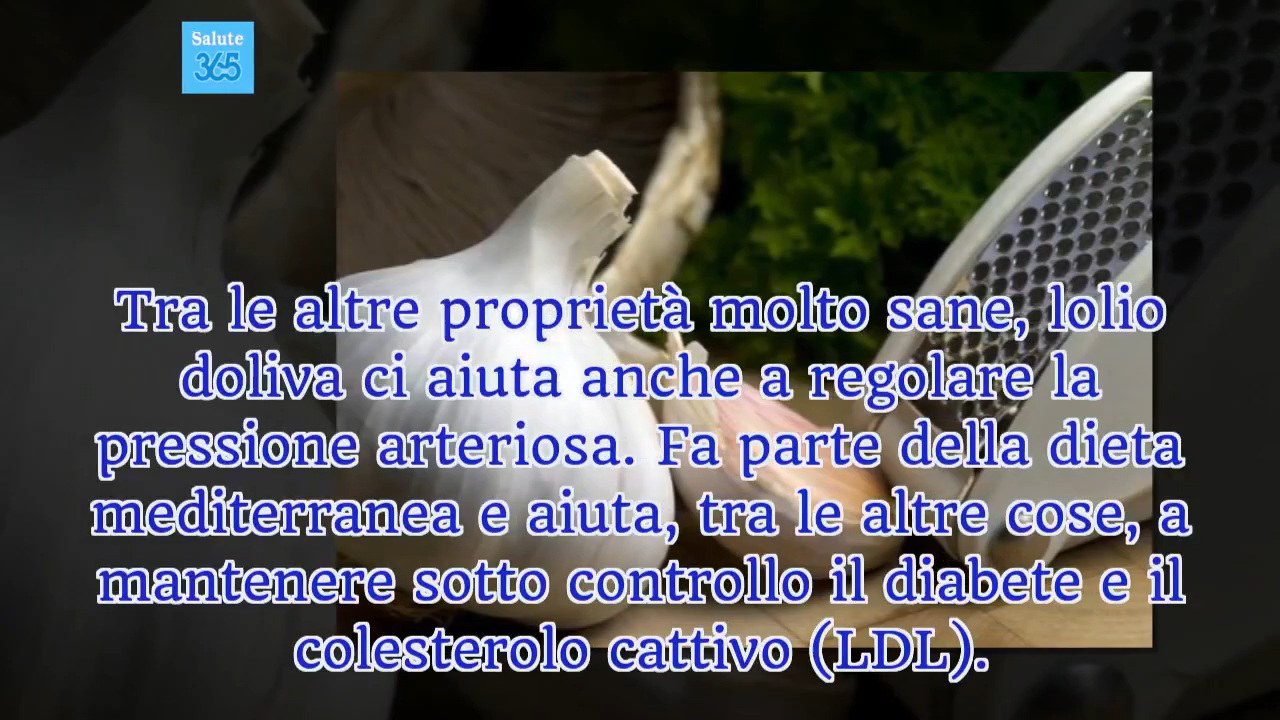 Salute
365
Tra le altre proprietà molto sane, lolio
doliva ci aiuta anche a regolare la
pressione arteriosa. Fa parte della dieta
mediterranea e aiuta, tra le altre cose, a
mantenere sotto controllo il diabete e il
colesterolo cattivo (LDL).